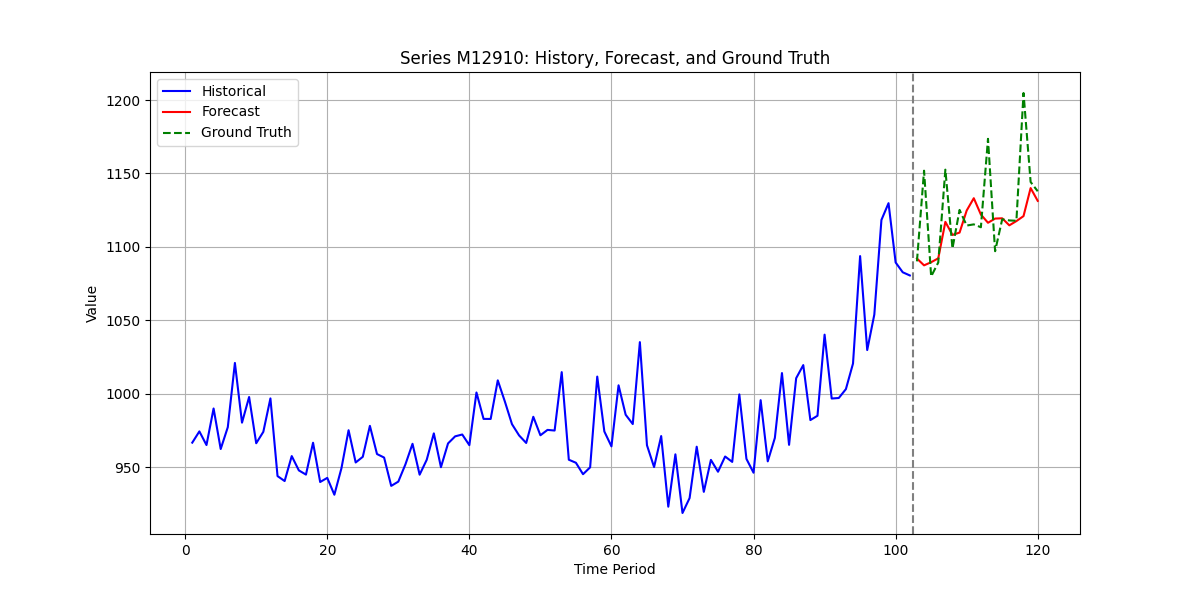 Series M12910: History, Forecast, and Ground Truth
Historical
Forecast
Ground Truth
1200
1150
1100
1050
1000
950
Value
0 20 40 60 80 100 120
Time Period